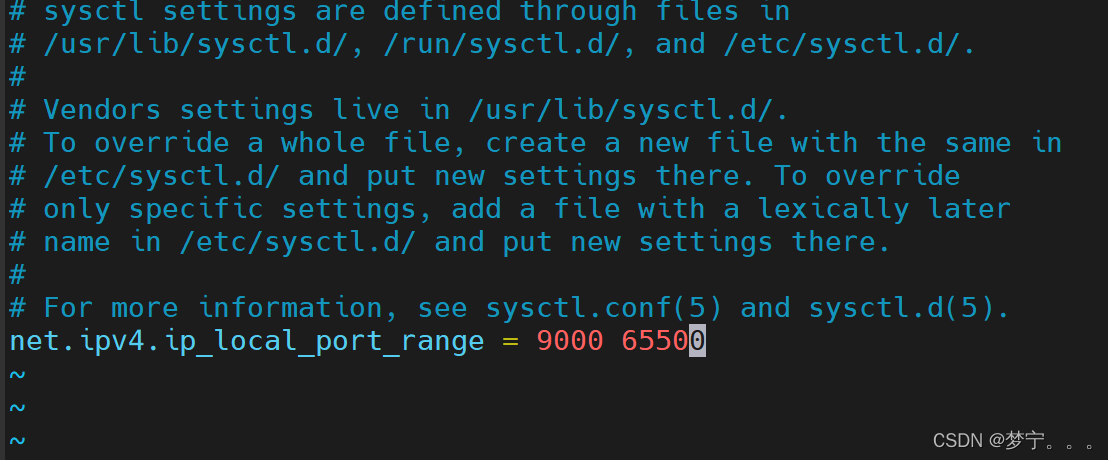 # sysctl settings are defined through files in
# /usr/lib/sysctl.d/, /run/sysctl.d/, and /etc/sysctl.d/.
#
# Vendors settings live in /usr/lib/sysctl.d/.
# To override a whole file, create a new file with the same in
# /etc/sysctl.d/ and put new settings there. To override
# only specific settings, add a file with a lexically later
# name in /etc/sysctl.d/ and put new settings there.
#
# For more information, see sysctl.conf(5) and sysctl.d(5).
net.ipv4.ip_local_port_range = 9000 65500
~
~
~
CSDN @梦宁。。。